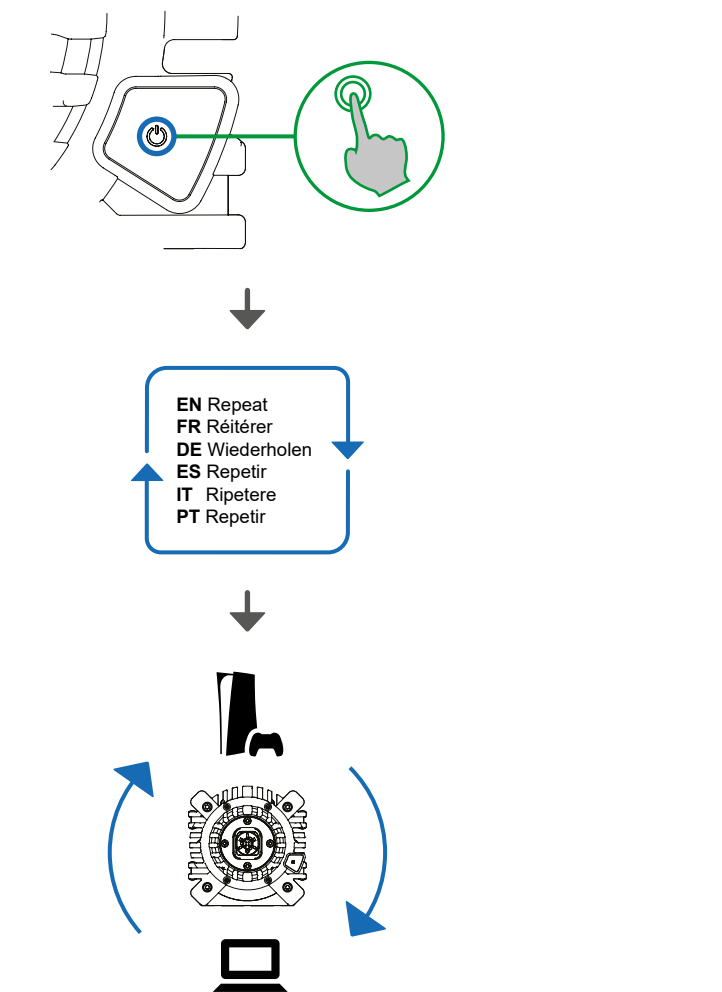 EN Repeat
FR Réitérer
DE Wiederholen
ES Repetir
IT Ripetere
PT Repetir